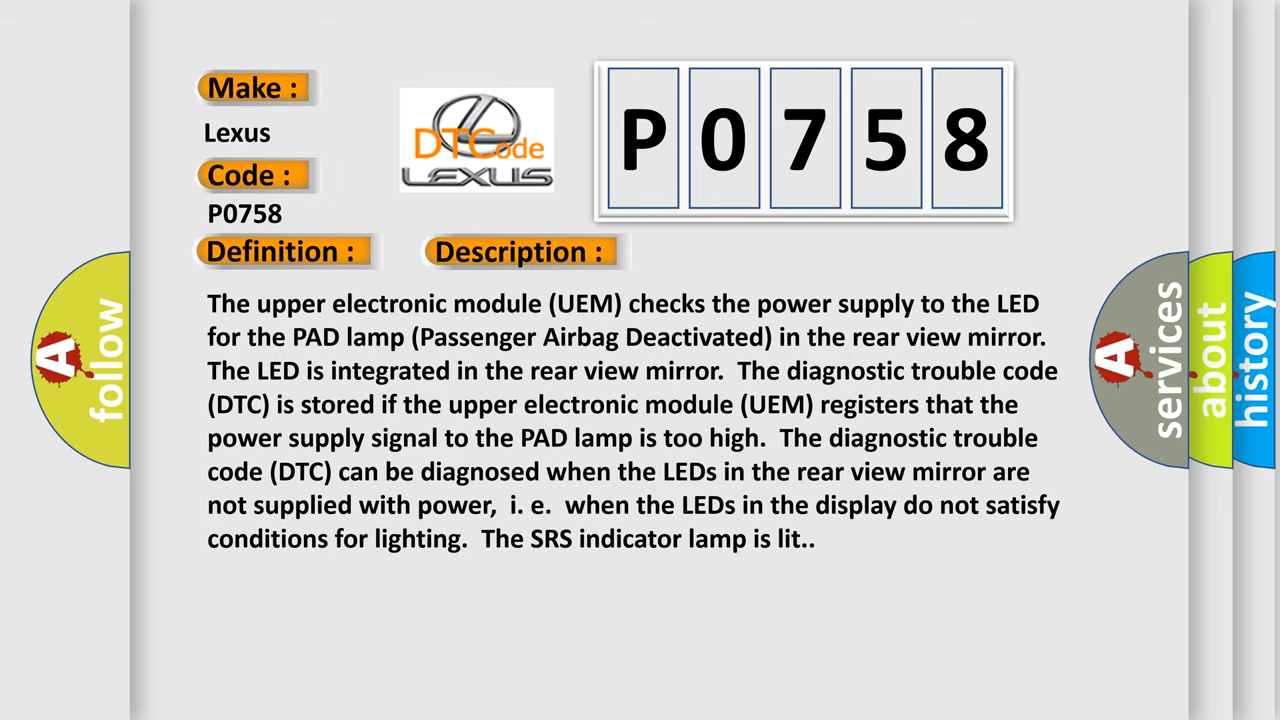 Make :
Lexus
Code :
P0758
Definition :
Description :
DTCode
LEXUS
P0758
The upper electronic module (UEM) checks the power supply to the LED
for the PAD lamp (Passenger Airbag Deactivated) in the rear view mirror.
The LED is integrated in the rear view mirror. The diagnostic trouble code
(DTC) is stored if the upper electronic module (UEM) registers that the
power supply signal to the PAD lamp is too high. The diagnostic trouble
code (DTC) can be diagnosed when the LEDs in the rear view mirror are
not supplied with power, i.e. when the LEDs in the display do not satisfy
conditions for lighting. The SRS indicator lamp is lit..
A
follow
A
services
about
history